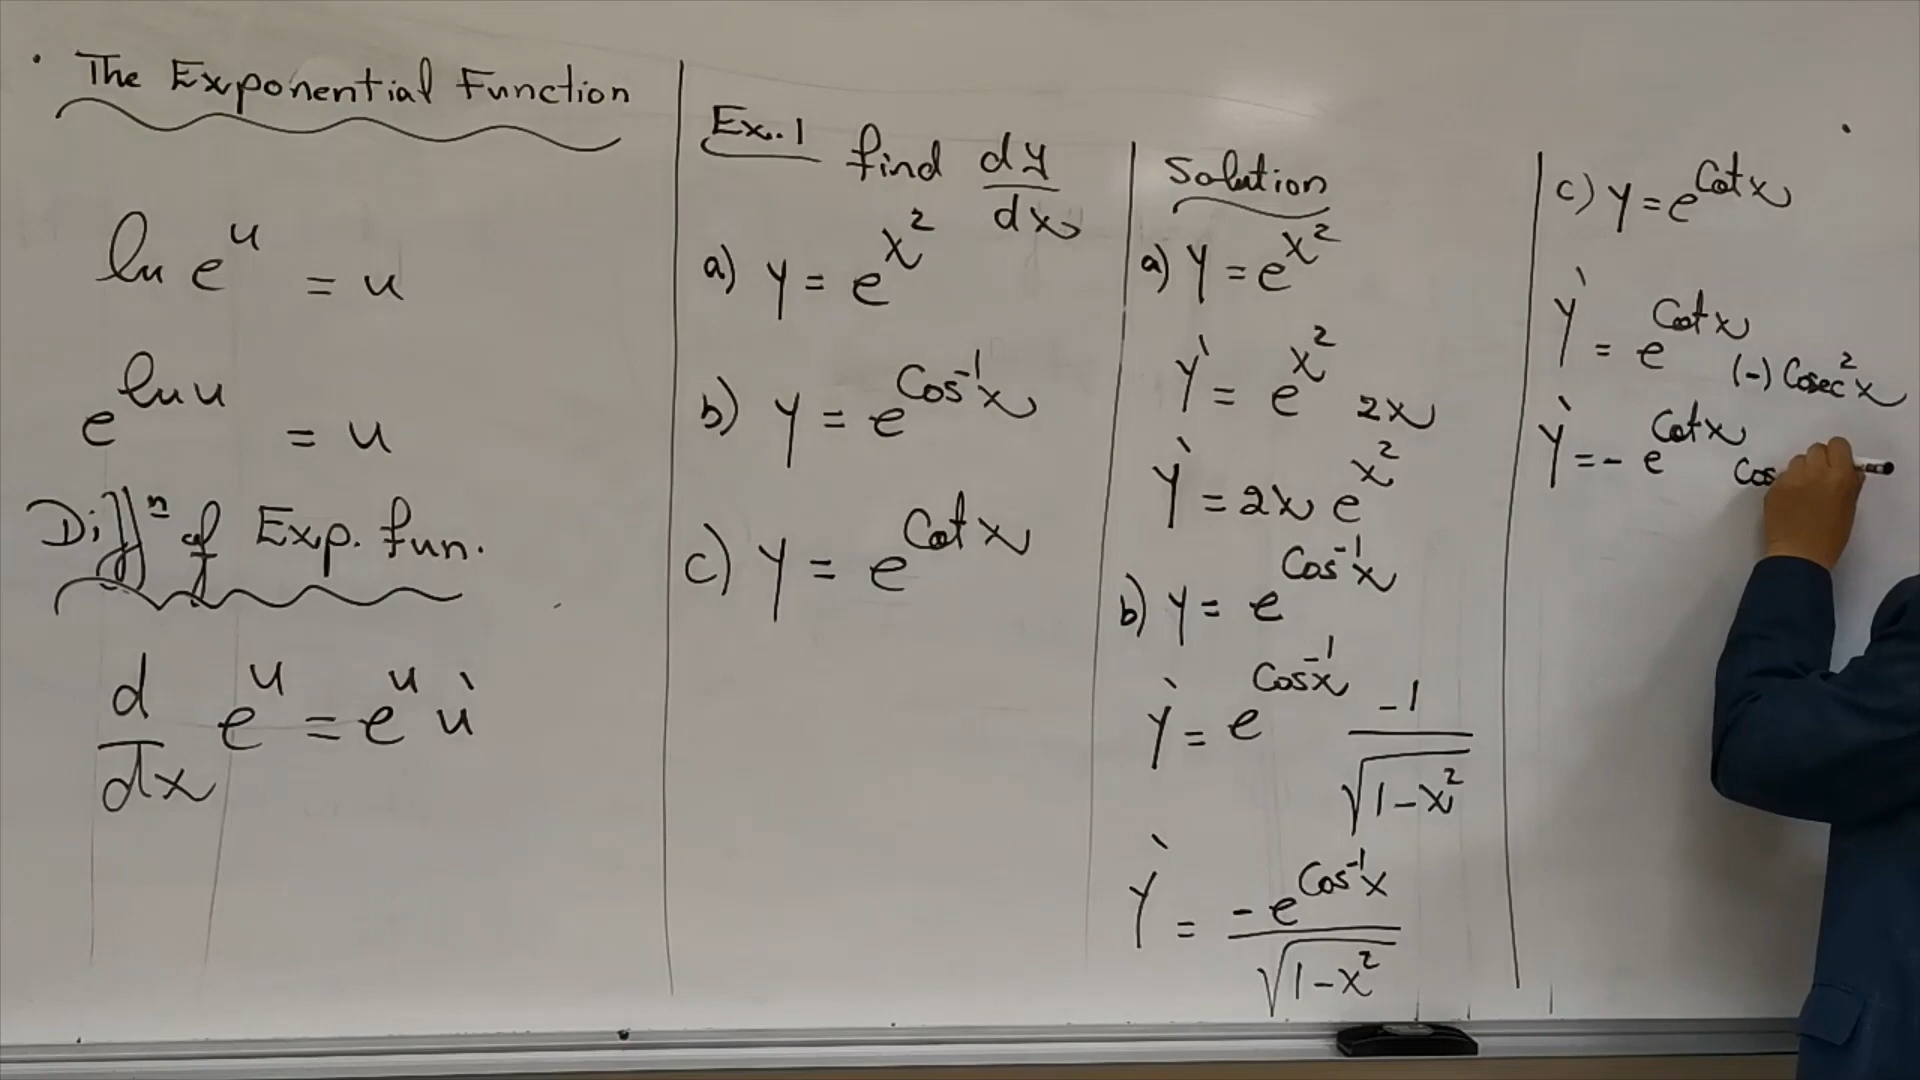 The Exponential Function
ln e^u = u
e^{ln u} = u
Diffⁿ of Exp. fun.
d/dx e^u = e^u u̇
Ex.1 find dy/dx
a) y = e^{x²}
b) y = e^{Cos⁻¹x}
c) y = e^{Cot x}
Solution
a) y = e^{x²}
y' = e^{x²} 2x
y' = 2x e^{x²}
b) y = e^{Cos⁻¹x}
y' = e^{Cos⁻¹x} -1/√(1-x²)
y' = -e^{Cos⁻¹x}/√(1-x²)
c) y = e^{Cot x}
y' = e^{Cot x} (-) Cosec²x
y' = - e^{Cot x} Cos